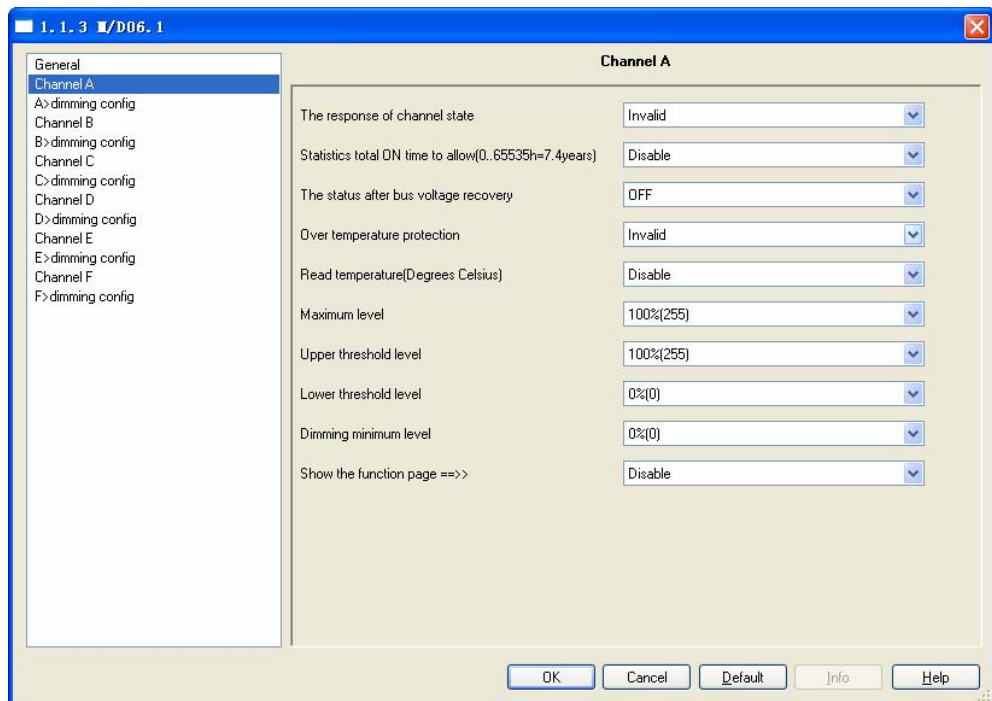 1.1.3 M/D06.1
General
Channel A
A>dimming config
Channel B
B>dimming config
Channel C
C>dimming config
Channel D
D>dimming config
Channel E
E>dimming config
Channel F
F>dimming config
Channel A
The response of channel state Invalid
Statistics total ON time to allow(0..65535h=7.4years) Disable
The status after bus voltage recovery OFF
Over temperature protection Invalid
Read temperature(Degrees Celsius) Disable
Maximum level 100%(255)
Upper threshold level 100%(255)
Lower threshold level 0%(0)
Dimming minimum level 0%(0)
Show the function page ==>> Disable
OK Cancel Default Info Help